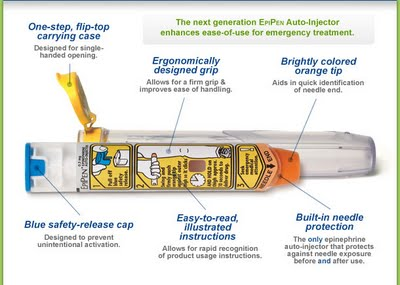 The next generation EPIPEN Auto-Injector
enhances ease-of-use for emergency treatment.
One-step, flip-top
carrying case
Designed for single-
handed opening.
Ergonomically
designed grip
Allows for a firm grip &
improves ease of handling.
Brightly colored
orange tip
Aids in quick identification
of needle end.
EPIPEN
NEEDLE END
Blue safety-release cap
Designed to prevent
unintentional activation.
Easy-to-read,
illustrated
instructions
Allows for rapid recognition
of product usage instructions.
Built-in needle
protection
The only epinephrine
auto-injector that protects
against needle exposure
before and after use.